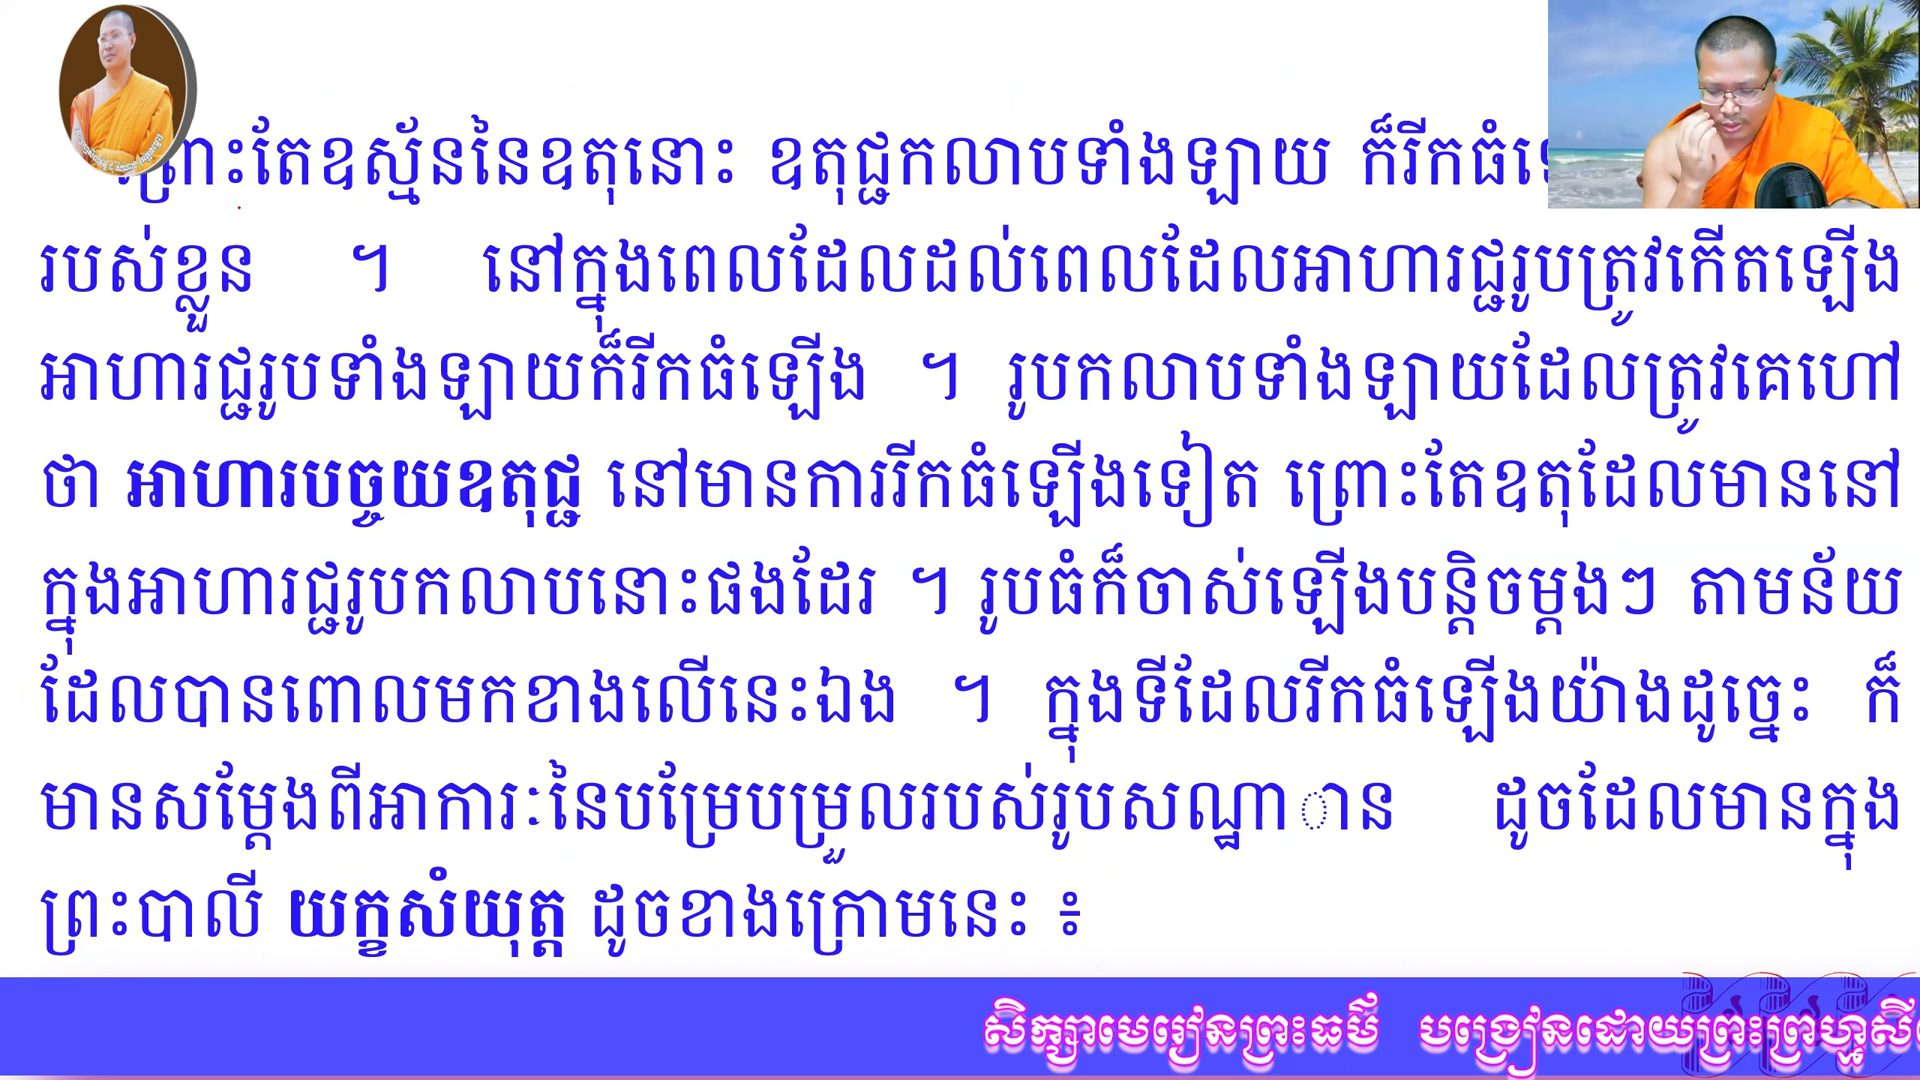 ព្រោះតែឧស្ម័ននៃឧតុនោះ ឧតុជ្ជកលាបទាំងឡាយ ក៏រីកធំ
របស់ខ្លួន ។ នៅក្នុងពេលដែលដល់ពេលដែលអាហារជ្ជរូបត្រូវកើតឡើង
អាហារជ្ជរូបទាំងឡាយក៏រីកធំឡើង ។ រូបកលាបទាំងឡាយដែលត្រូវគេហៅ
ថា អាហារបច្ចយឧតុជ្ជ នៅមានការរីកធំឡើងទៀត ព្រោះតែឧតុដែលមាននៅ
ក្នុងអាហារជ្ជរូបកលាបនោះផងដែរ ។ រូបធំក៏ចាស់ឡើងបន្តិចម្តងៗ តាមន័យ
ដែលបានពោលមកខាងលើនេះឯង ។ ក្នុងទីដែលរីកធំឡើងយ៉ាងដូច្នេះ ក៏
មានសម្តែងពីអាការៈនៃបម្រែបម្រួលរបស់រូបសណ្ឋាាន ដូចដែលមានក្នុង
ព្រះបាលី យក្ខសំយុត្ត ដូចខាងក្រោមនេះ ៖
សិក្សាមេរៀនព្រះធម៌ បង្រៀនដោយព្រះព្រហ្មសី